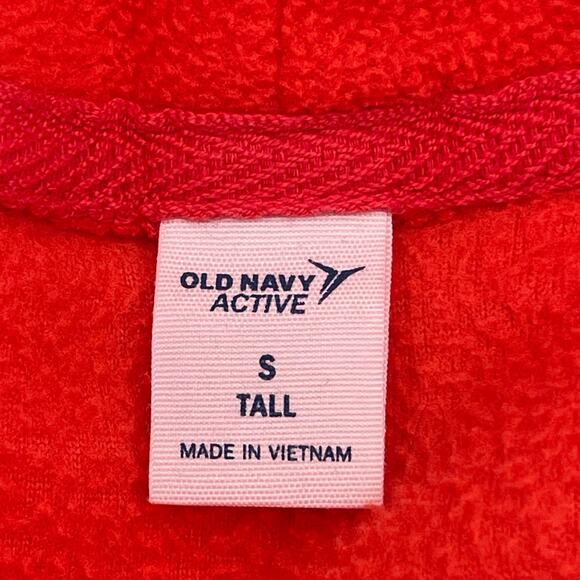 OLD NAVY
ACTIVE
S
TALL
MADE IN VIETNAM